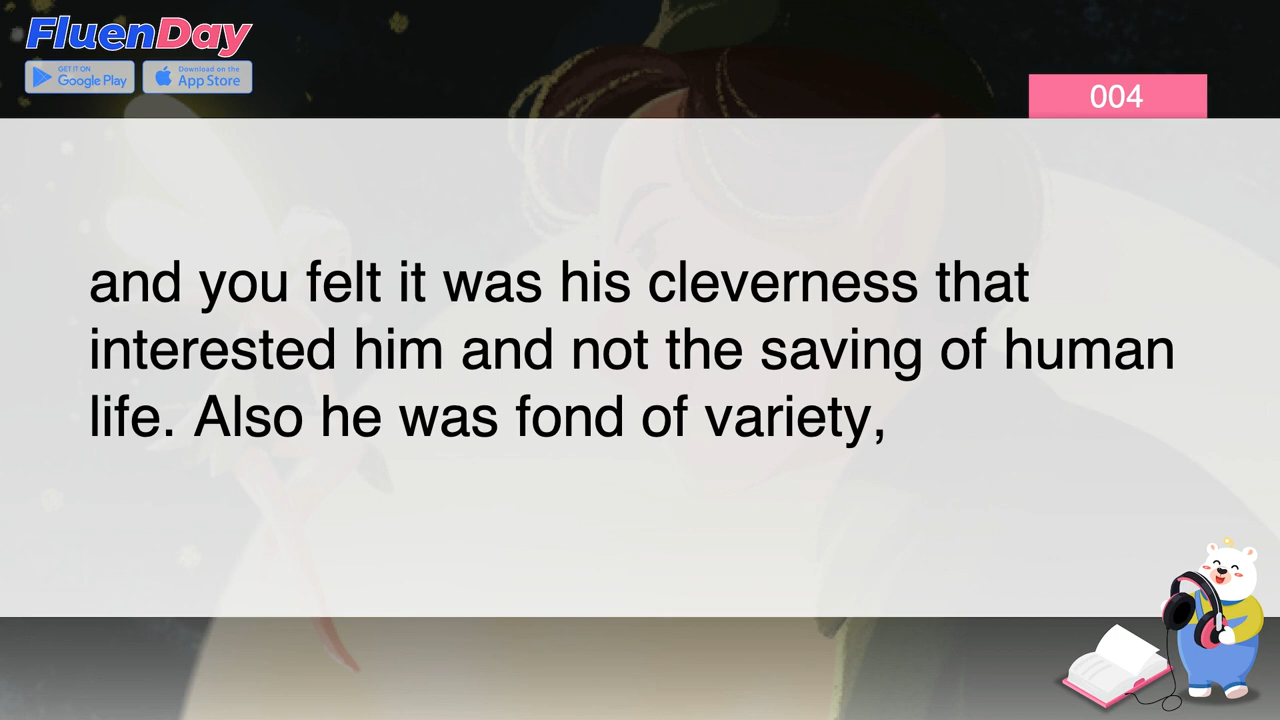 FluenDay
GET IT ON
Google Play
Download on the
App Store
004
and you felt it was his cleverness that
interested him and not the saving of human
life. Also he was fond of variety,